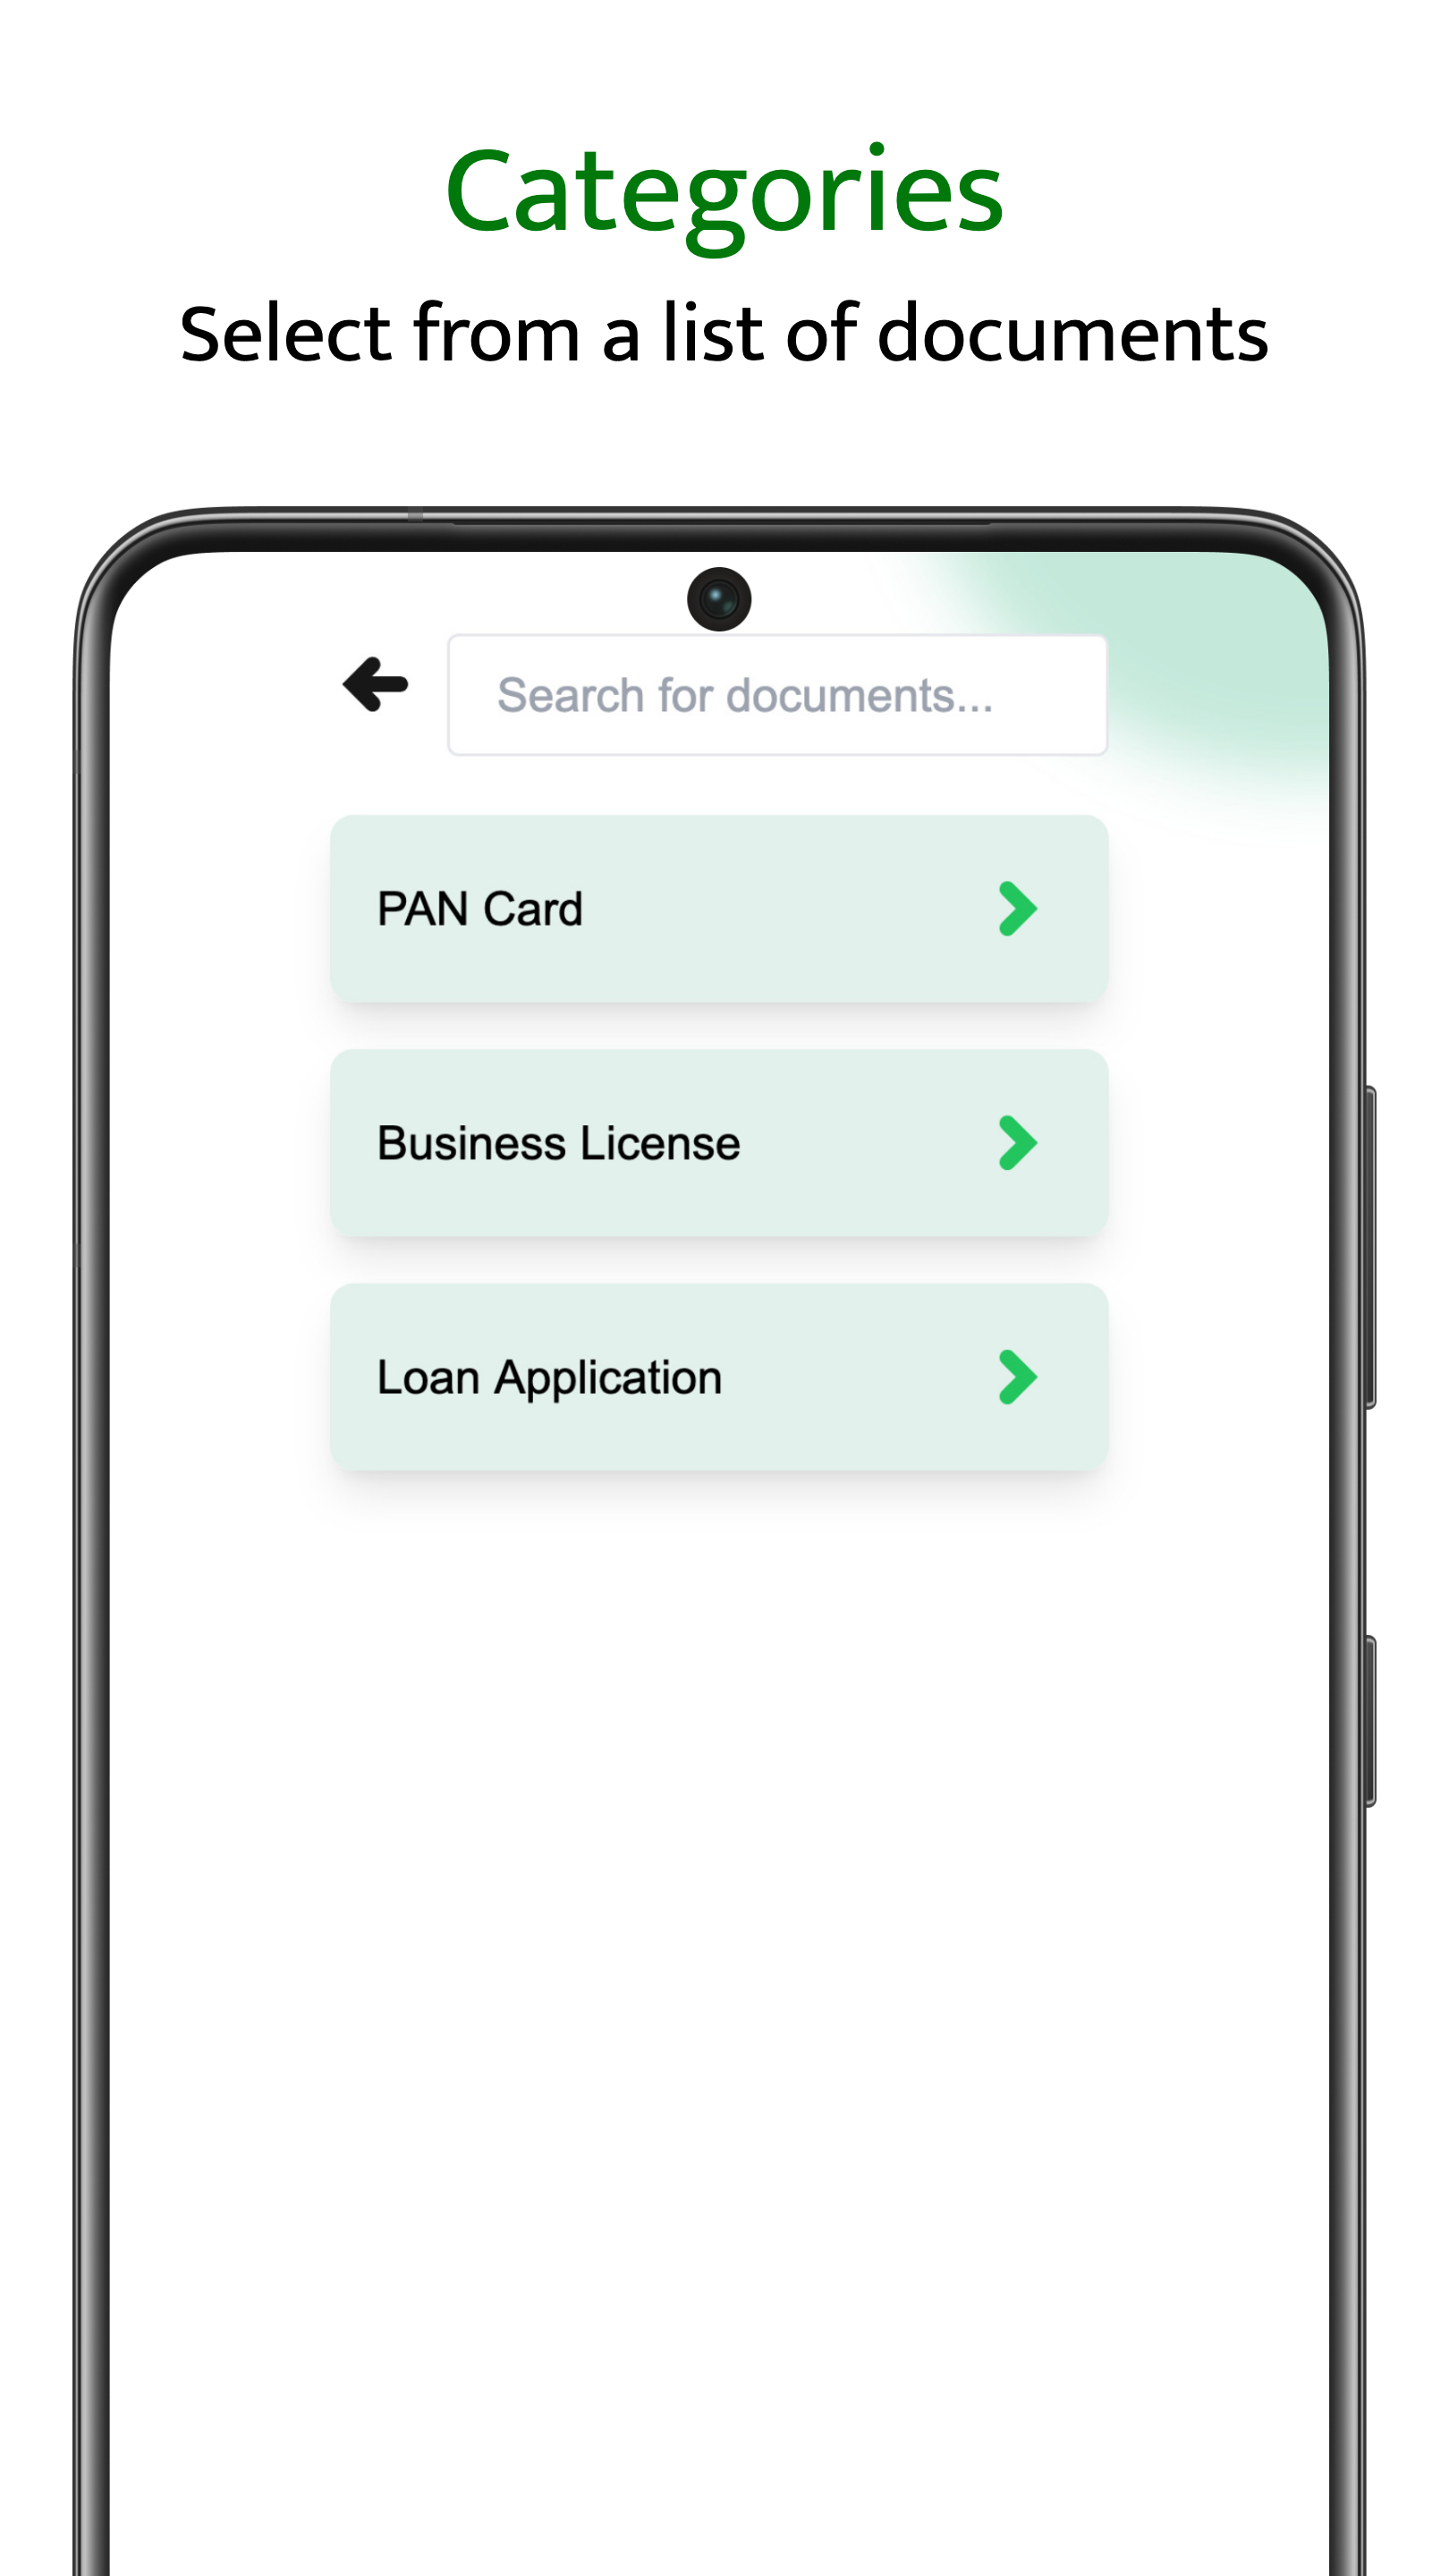 Categories
Select from a list of documents
Search for documents...
PAN Card
Business License
Loan Application